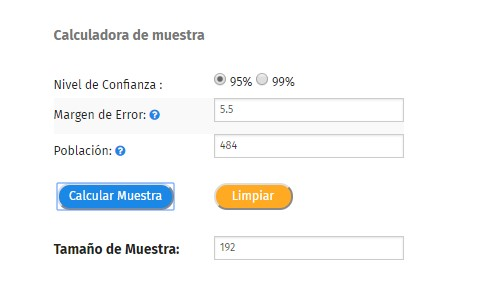 Calculadora de muestra
Nivel de Confianza : 95% 99%
Margen de Error: ? 5.5
Población: ? 484
Calcular Muestra Limpiar
Tamaño de Muestra: 192